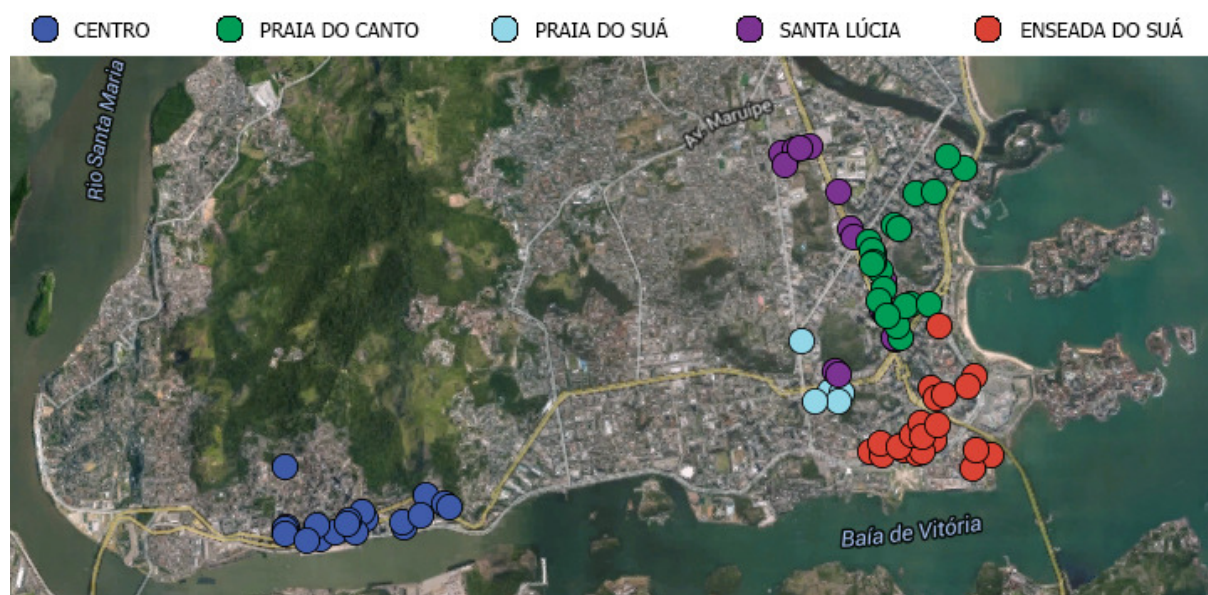 CENTRO PRAIA DO CANTO PRAIA DO SUÁ SANTA LÚCIA ENSEADA DO SUÁ
Rio Santa Maria
Av. Maruípe
Baía de Vitória